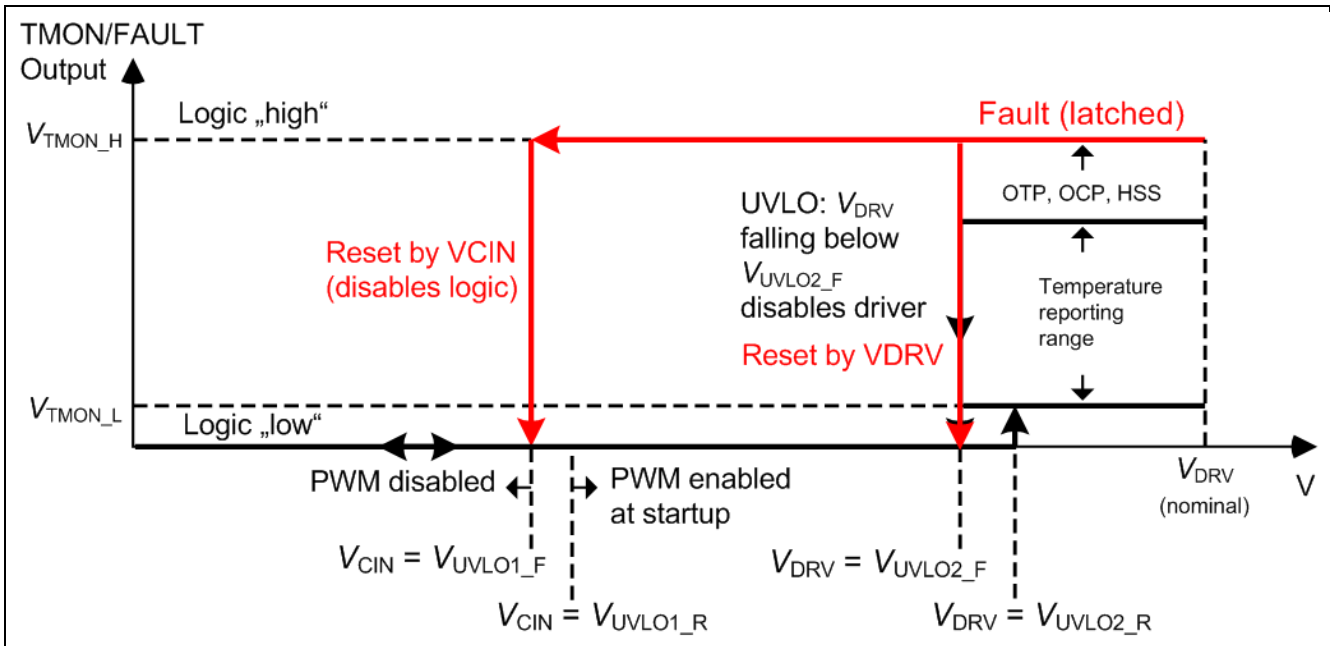 TMON/FAULT
Output
Logic „high“
VTMON_H
Fault (latched)
OTP, OCP, HSS
UVLO: VDRV
falling below
VUVLO2_F
disables driver
Reset by VCIN
(disables logic)
Temperature
reporting
range
Reset by VDRV
VTMON_L
Logic „low“
PWM disabled
PWM enabled
at startup
VDRV
(nominal)
V
VCIN = VUVLO1_F
VDRV = VUVLO2_F
VCIN = VUVLO1_R
VDRV = VUVLO2_R